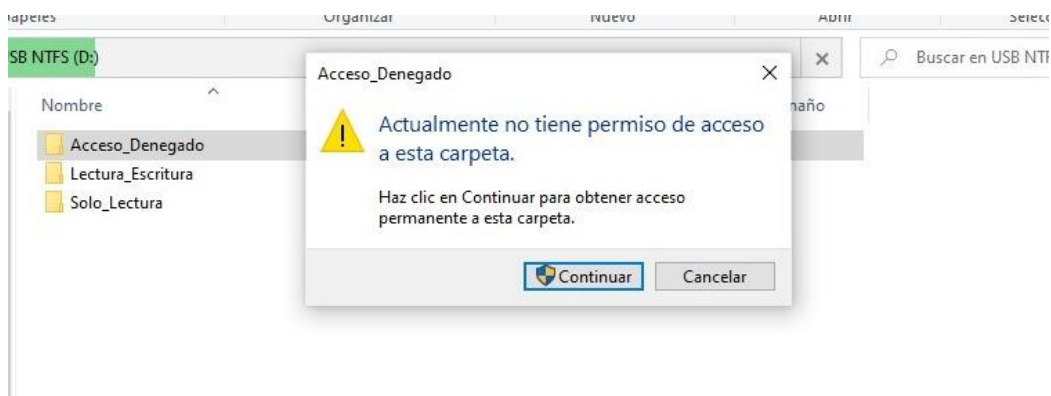 Organizar
Nuevo
Abrir
SB NTFS (D:)
Buscar en USB NTF
Nombre
Acceso_Denegado
Lectura_Escritura
Solo_Lectura
Acceso_Denegado
Actualmente no tiene permiso de acceso
a esta carpeta.
Haz clic en Continuar para obtener acceso
permanente a esta carpeta.
Continuar
Cancelar